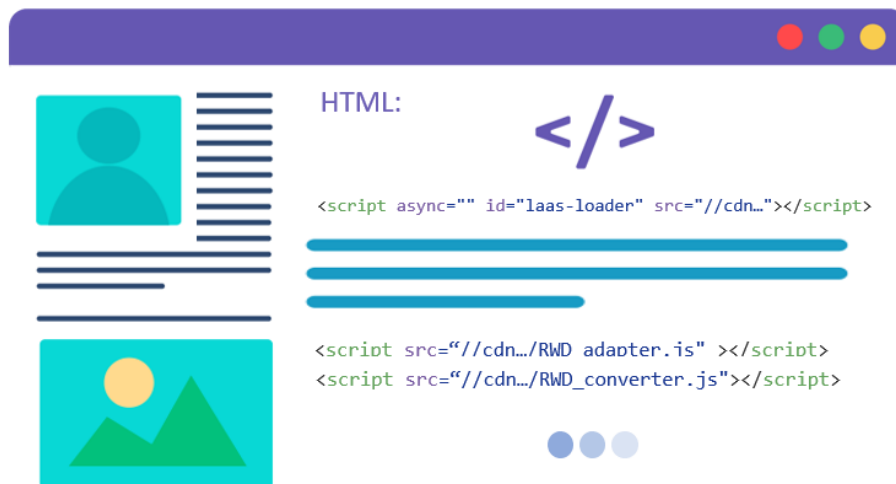 HTML:
</>
<script async="" id="laas-loader" src="//cdn…"></script>
<script src=“//cdn…/RWD_adapter.js" ></script>
<script src=“//cdn…/RWD_converter.js"></script>